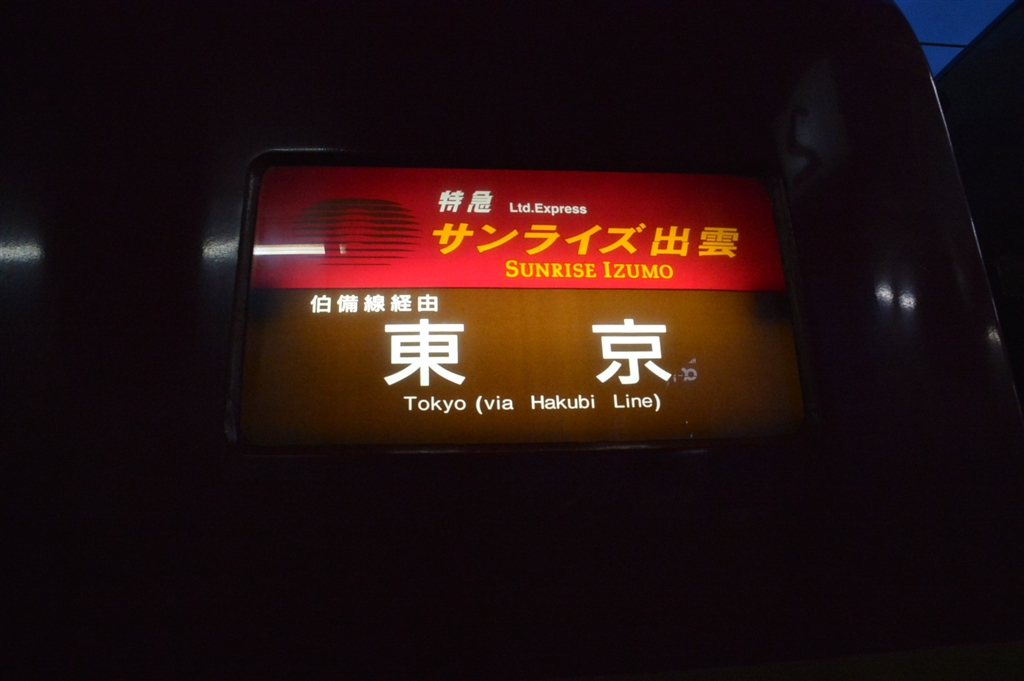 特急 Ltd.Express
サンライズ出雲
SUNRISE IZUMO
伯備線経由
東京
Tokyo (via Hakubi Line)